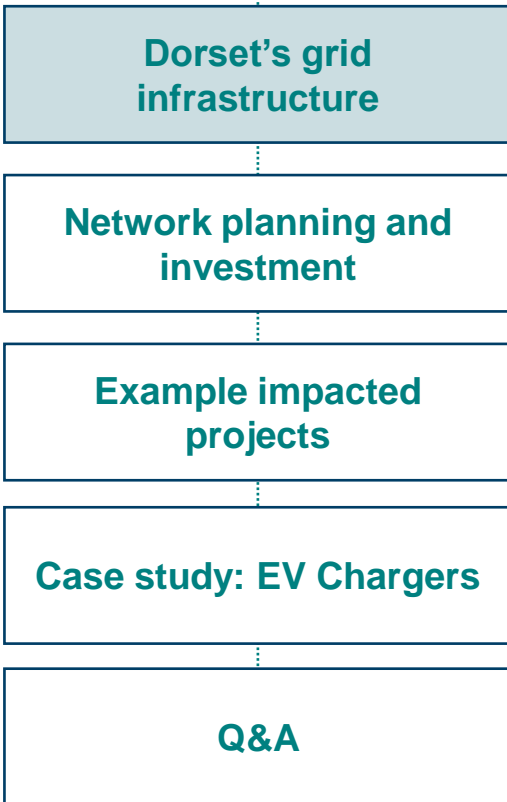 Dorset's grid
infrastructure
Network planning and
investment
Example impacted
projects
Case study: EV Chargers
Q&A